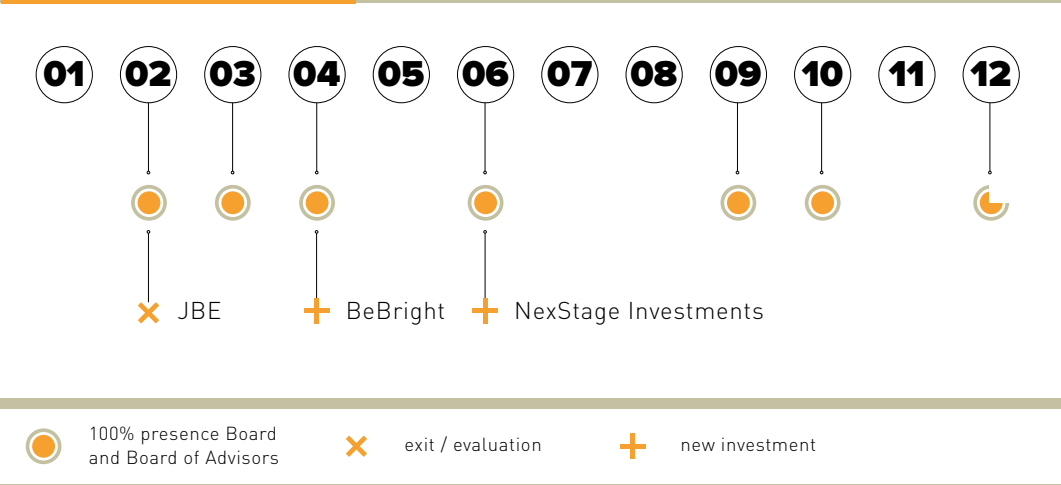 01 02 03 04 05 06 07 08 09 10 11 12
JBE BeBright NexStage Investments
100% presence Board
and Board of Advisors
exit / evaluation
new investment